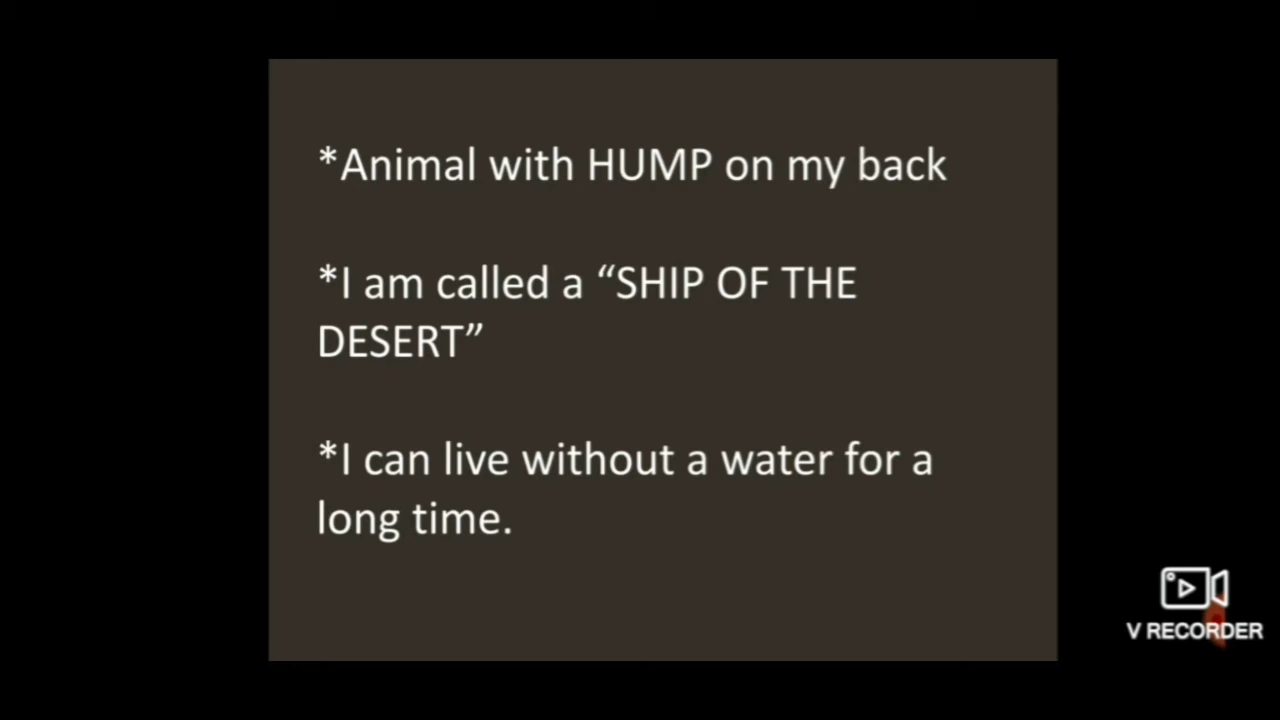 *Animal with HUMP on my back
*I am called a “SHIP OF THE
DESERT”
*I can live without a water for a
long time.
V RECORDER